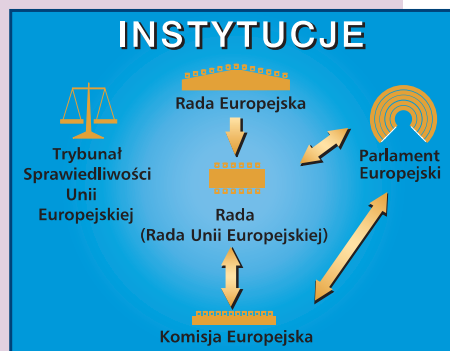 INSTYTUCJE
Rada Europejska
Trybunał
Sprawiedliwości
Unii
Europejskiej
Parlament
Europejski
Rada
(Rada Unii Europejskiej)
Komisja Europejska